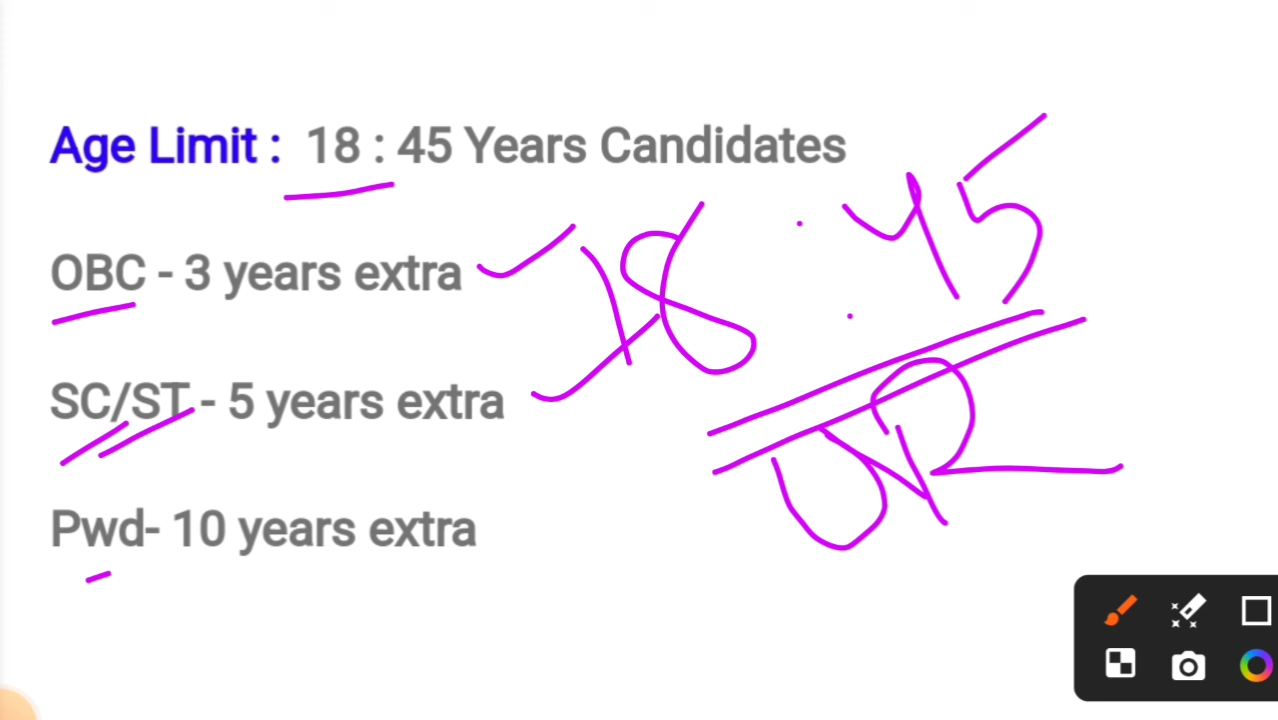 Age Limit : 18 : 45 Years Candidates
18 : 45
OBC - 3 years extra
SC/ST - 5 years extra
UR
Pwd- 10 years extra